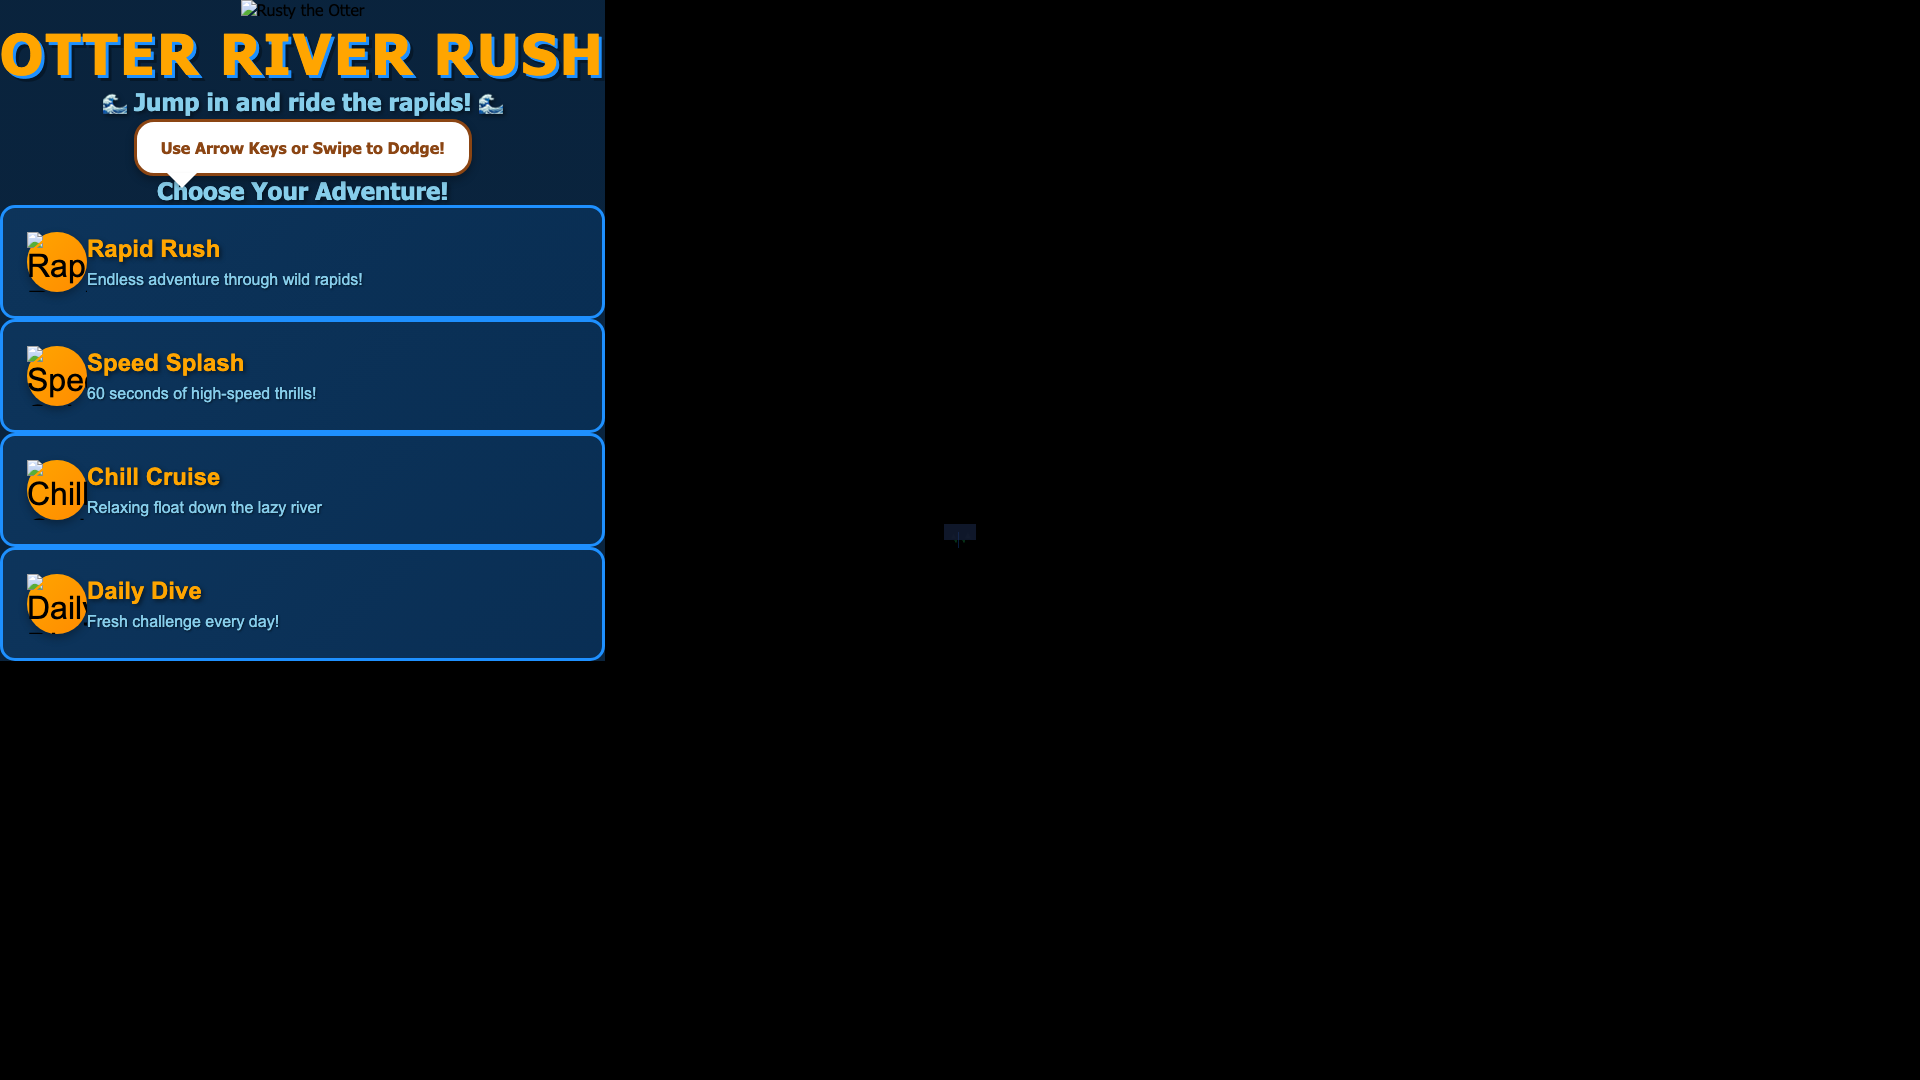 Rusty the Otter
OTTER RIVER RUSH
🌊 Jump in and ride the rapids! 🌊
Use Arrow Keys or Swipe to Dodge!
Choose Your Adventure!
Rap
Rapid Rush
Endless adventure through wild rapids!
Spee
Speed Splash
60 seconds of high-speed thrills!
Chill
Chill Cruise
Relaxing float down the lazy river
Daily
Daily Dive
Fresh challenge every day!